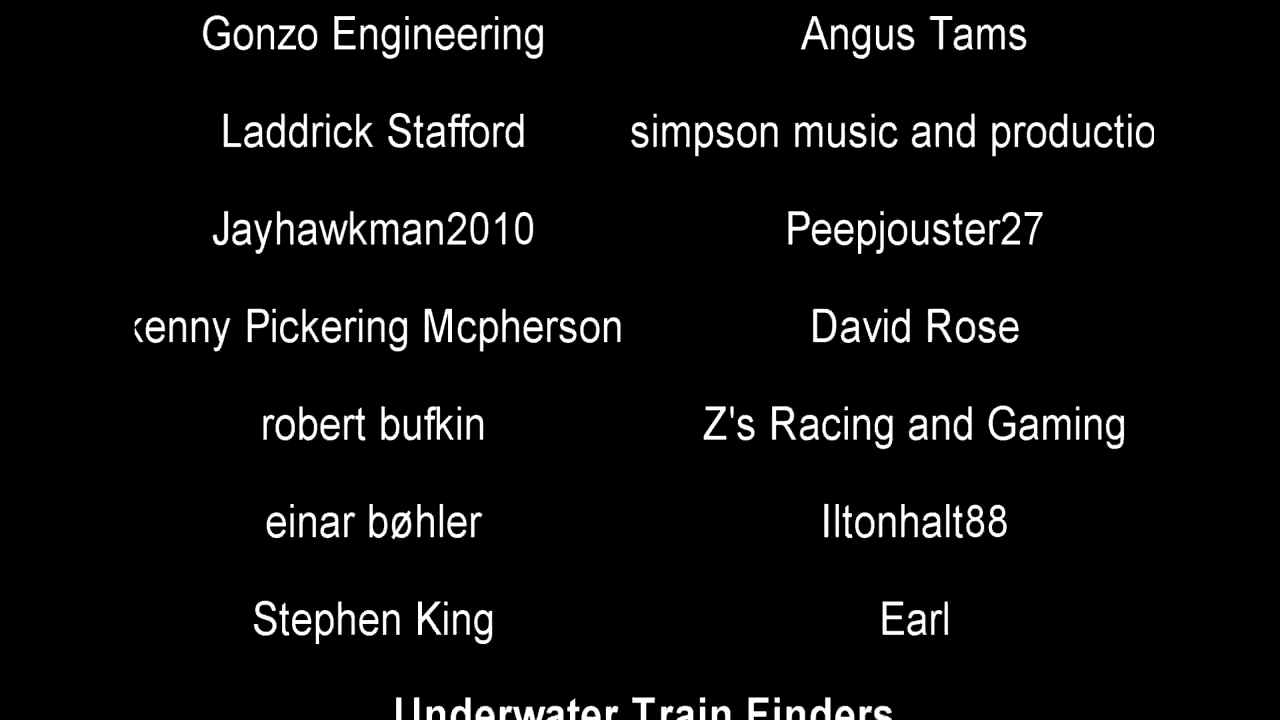 Gonzo Engineering Angus Tams
Laddrick Stafford simpson music and productio
Jayhawkman2010 Peepjouster27
kenny Pickering Mcpherson David Rose
robert bufkin Z's Racing and Gaming
einar bøhler Iltonhalt88
Stephen King Earl
Underwater Train Finders